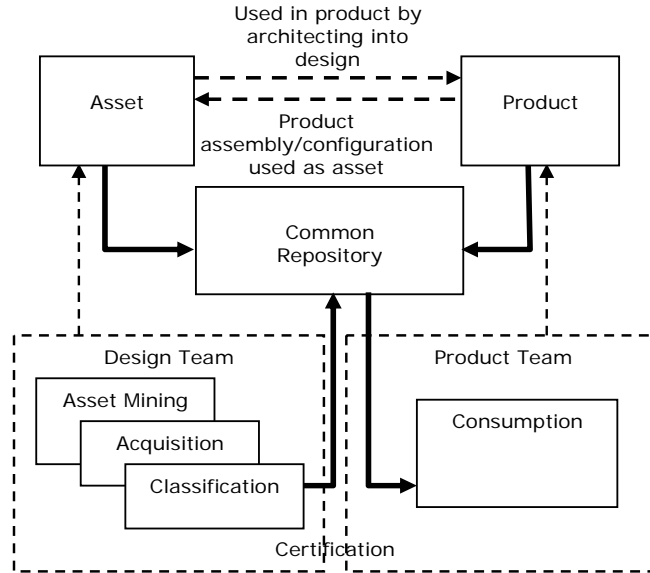 Used in product by
architecting into
design
Asset
Product
Product
assembly/configuration
used as asset
Common
Repository
Design Team
Product Team
Asset Mining
Acquisition
Classification
Consumption
Certification